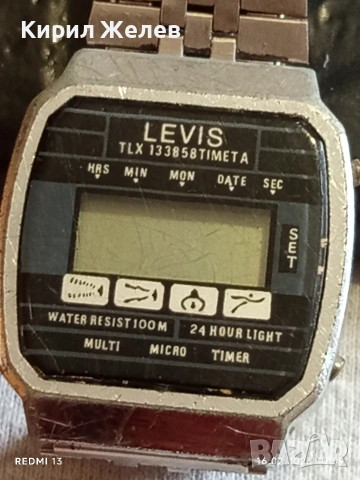 Кирил Желев
LEVIS
TLX 133858TIMETA
HRS MIN MON DATE SEC
SET
WATER RESIST 100M 24 HOUR LIGHT
MULTI MICRO TIMER
REDMI 13